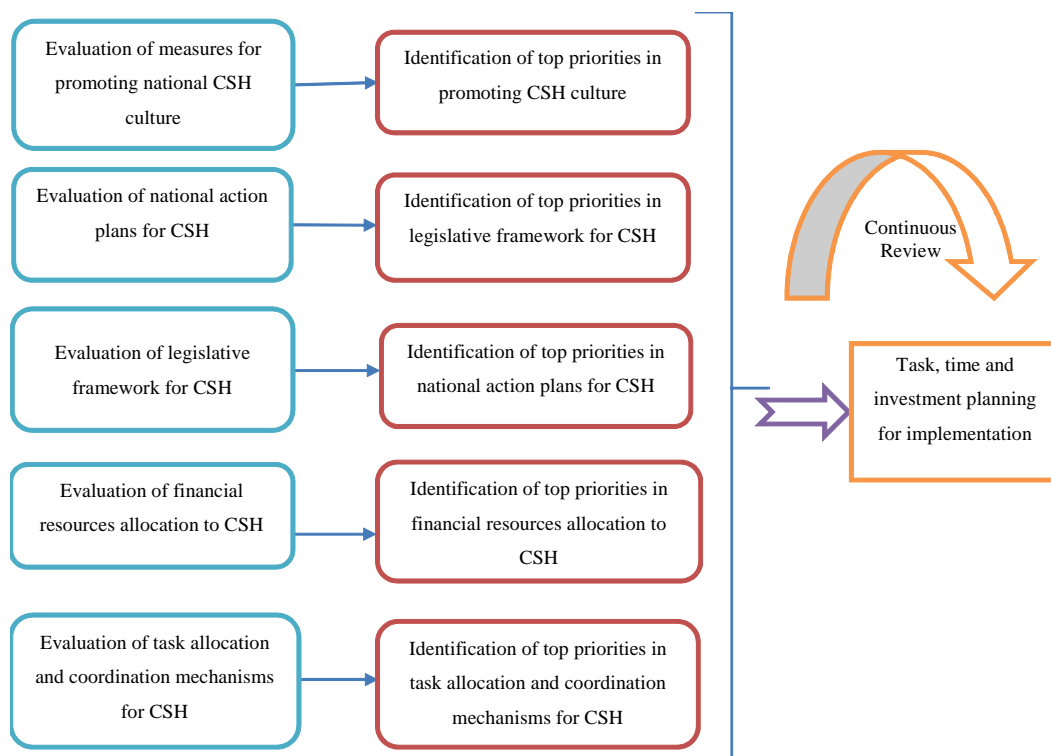 Evaluation of measures for
promoting national CSH
culture
Identification of top priorities in
promoting CSH culture
Evaluation of national action
plans for CSH
Identification of top priorities in
legislative framework for CSH
Evaluation of legislative
framework for CSH
Identification of top priorities in
national action plans for CSH
Evaluation of financial
resources allocation to CSH
Identification of top priorities in
financial resources allocation to
CSH
Evaluation of task allocation
and coordination mechanisms
for CSH
Identification of top priorities in
task allocation and coordination
mechanisms for CSH
Continuous
Review
Task, time and
investment planning
for implementation